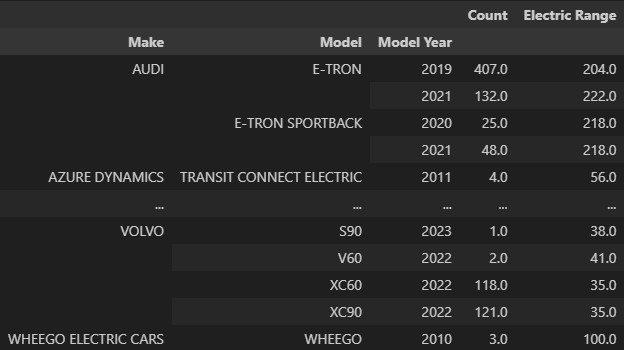 Count Electric Range
Make Model Model Year
AUDI E-TRON 2019 407.0 204.0
2021 132.0 222.0
E-TRON SPORTBACK 2020 25.0 218.0
2021 48.0 218.0
AZURE DYNAMICS TRANSIT CONNECT ELECTRIC 2011 4.0 56.0
... ... ... ... ...
VOLVO S90 2023 1.0 38.0
V60 2022 2.0 41.0
XC60 2022 118.0 35.0
XC90 2022 121.0 35.0
WHEEGO ELECTRIC CARS WHEEGO 2010 3.0 100.0